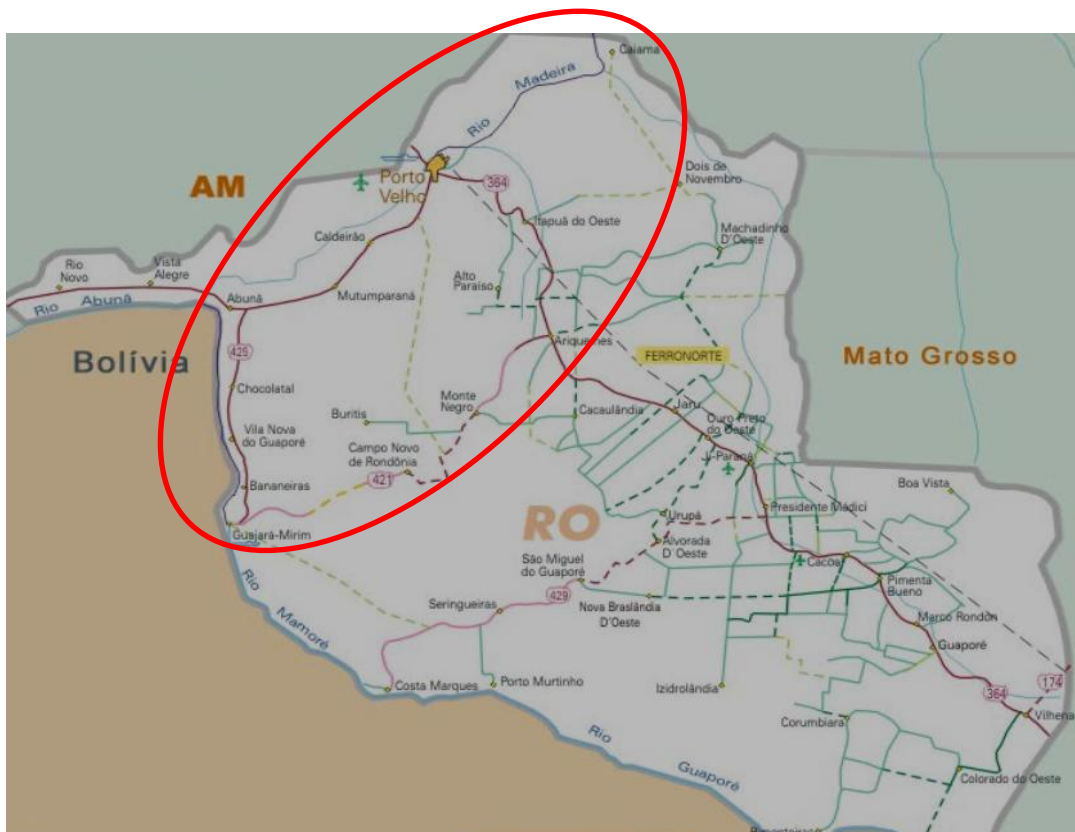 Caiama
Rio Madeira
AM
Porto
Velho
364
Dois de
Novembro
Itapuã do Oeste
Machadinho
D'Oeste
Caldeirão
Rio
Novo
Vista
Alegre
Alto
Paraíso
Mutumparaná
Abunã
Rio Abunã
Ariquemes
425
Bolívia
FERRONORTE
Mato Grosso
Chocolatal
Monte
Negro
Buritis
Cacaulândia
Jaru
Ouro Preto
do Oeste
Vila Nova
do Guaporé
Campo Novo
de Rondônia
Ji-Paraná
421
Bananeiras
Boa Vista
Presidente Mádici
RO
Urupá
Guajará-Mirim
Alvorada
D'Oeste
São Miguel
do Guaporé
Cacoal
Pimenta
Bueno
Rio Mamoré
429
Seringueiras
Nova Braslândia
D'Oeste
Marco Rondón
Guaporé
Costa Marques
Porto Murtinho
Izidrolândia
174
364
Corumbiara
Vilhena
Rio Guaporé
Colorado do Oeste